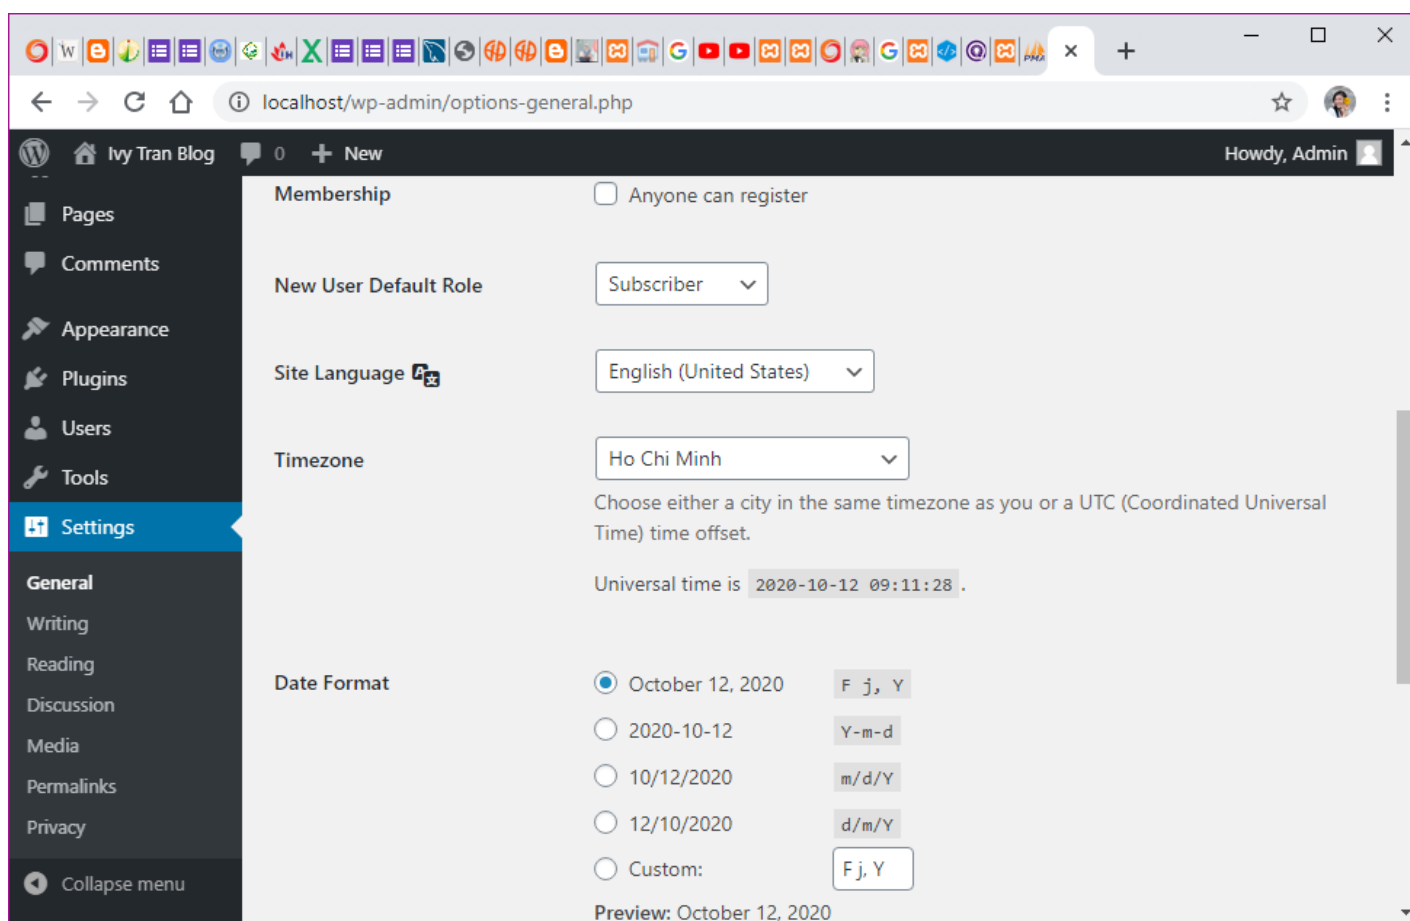 localhost/wp-admin/options-general.php
Ivy Tran Blog 0 New Howdy, Admin
Pages
Comments
Appearance
Plugins
Users
Tools
Settings
General
Writing
Reading
Discussion
Media
Permalinks
Privacy
Collapse menu
Membership Anyone can register
New User Default Role Subscriber
Site Language English (United States)
Timezone Ho Chi Minh
Choose either a city in the same timezone as you or a UTC (Coordinated Universal
Time) time offset.
Universal time is 2020-10-12 09:11:28 .
Date Format October 12, 2020 F j, Y
2020-10-12 Y-m-d
10/12/2020 m/d/Y
12/10/2020 d/m/Y
Custom: F j, Y
Preview: October 12, 2020